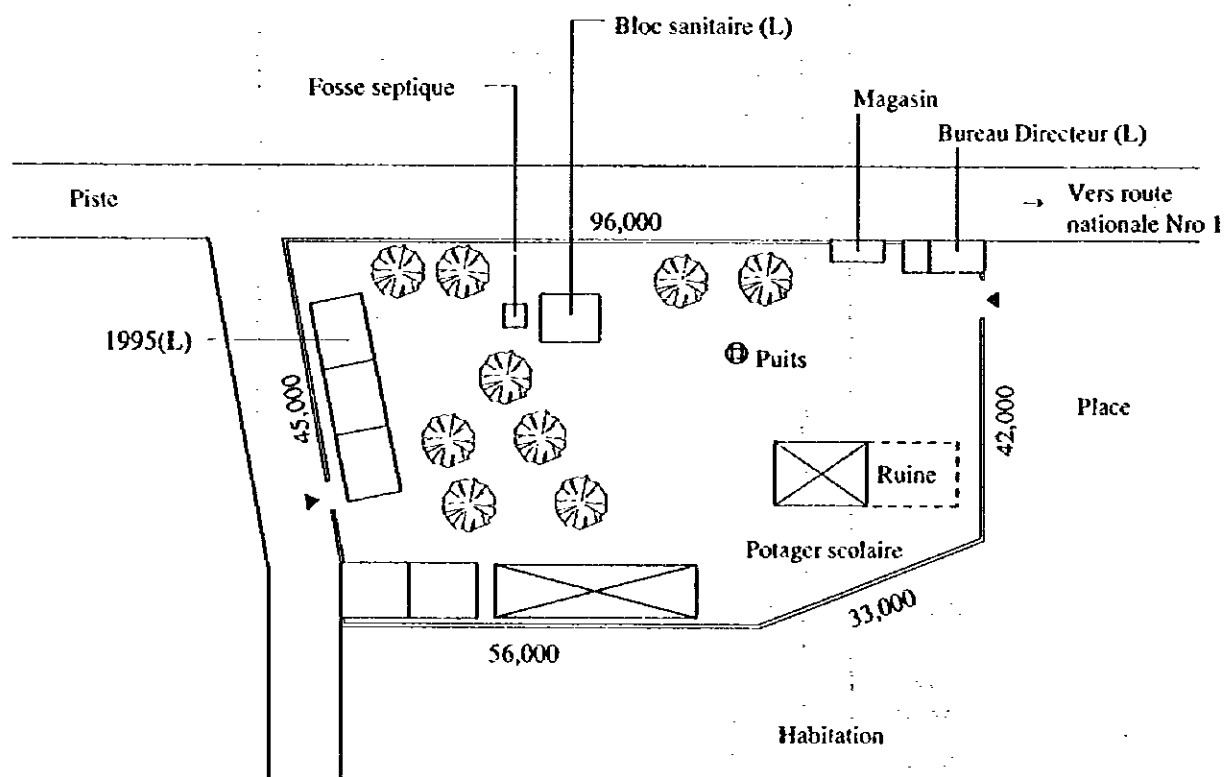 Bloc sanitaire (L)
Fosse septique
Magasin
Bureau Directeur (L)
Piste
Vers route
nationale Nro 1
96,000
1995(L)
Puits
45,000
42,000
Place
Ruine
Potager scolaire
33,000
56,000
Habitation